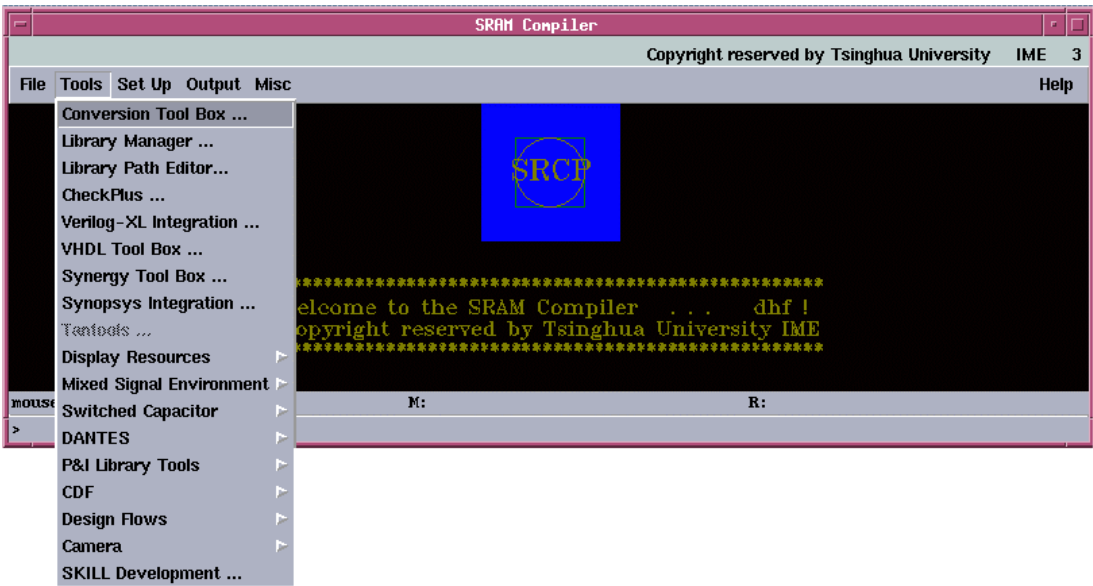 SRAM Compiler
Copyright reserved by Tsinghua University IME 3
File Tools Set Up Output Misc Help
Conversion Tool Box ...
Library Manager ...
Library Path Editor...
CheckPlus ...
Verilog-XL Integration ...
VHDL Tool Box ...
Synergy Tool Box ...
Synopsys Integration ...
Display Resources
Mixed Signal Environment
Switched Capacitor
DANTES
P&I Library Tools
CDF
Design Flows
Camera
SKILL Development ...
SRCP
*****************************************************
elcome to the SRAM Compiler ... dhf !
opyright reserved by Tsinghua University IME
*****************************************************
mouse M: R:
>